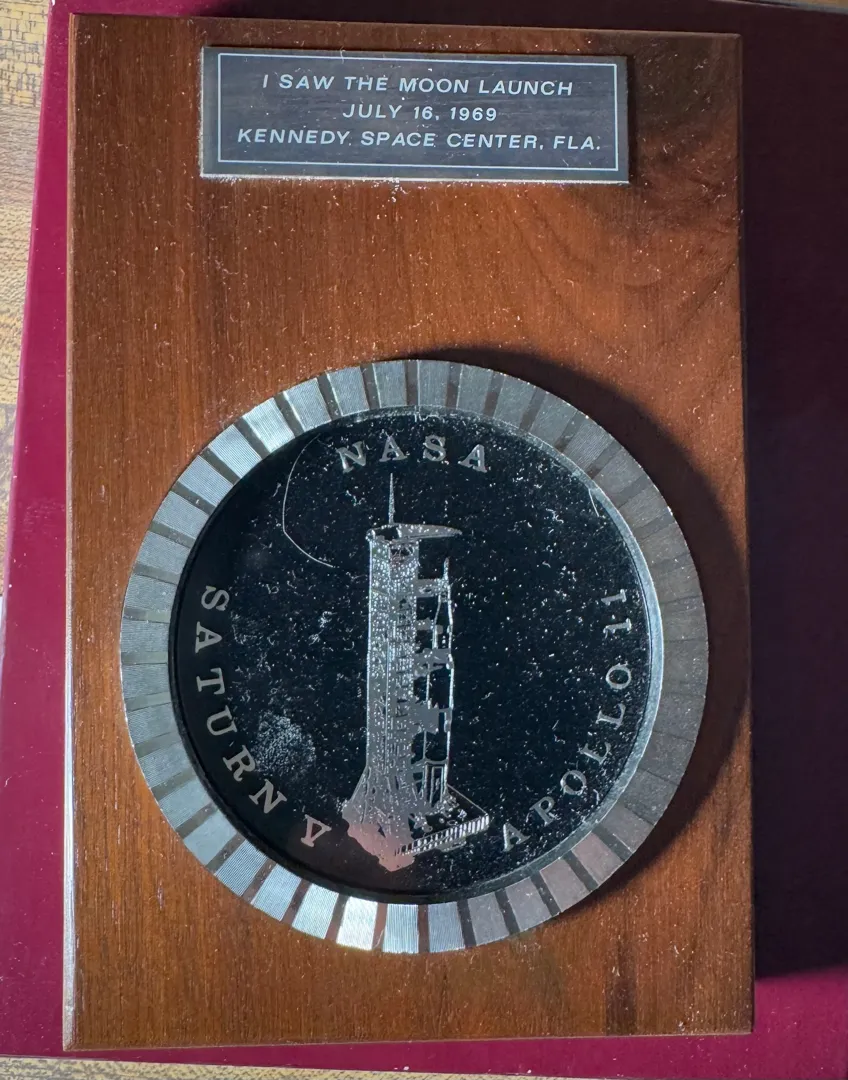 I SAW THE MOON LAUNCH
JULY 16, 1969
KENNEDY SPACE CENTER, FLA.
NASA
SATURN V
APOLLO 11